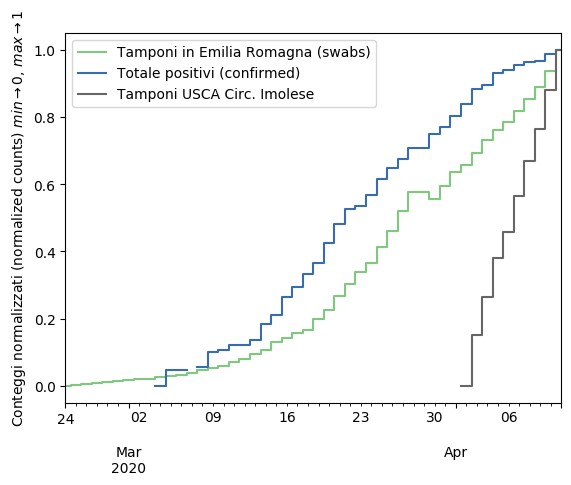 Conteggi normalizzati (normalized counts) min→0, max→1
Tamponi in Emilia Romagna (swabs)
Totale positivi (confirmed)
Tamponi USCA Circ. Imolese
1.0
0.8
0.6
0.4
0.2
0.0
24 02 09 16 23 30 06
Mar Apr
2020